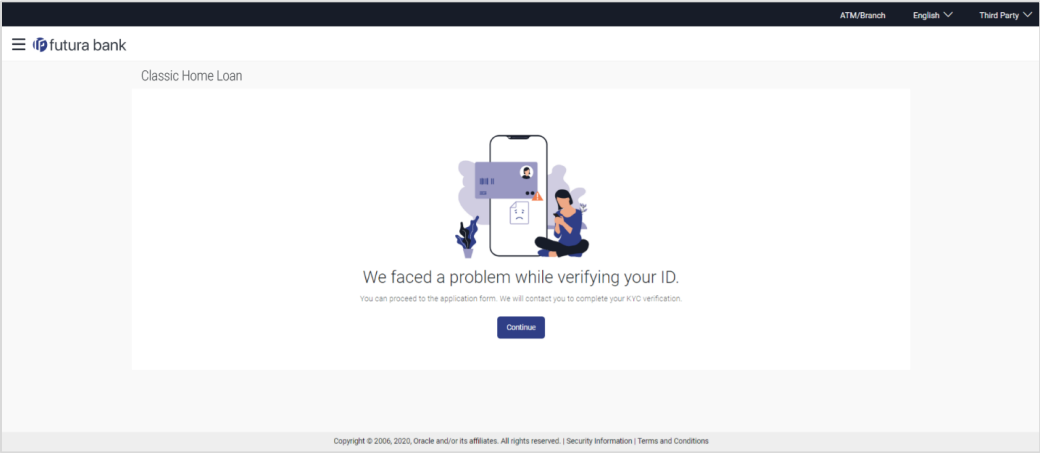 ATM/Branch English Third Party
futura bank
Classic Home Loan
We faced a problem while verifying your ID.
You can proceed to the application form. We will contact you to complete your KYC verification.
Continue
Copyright © 2006, 2020, Oracle and/or its affiliates. All rights reserved. | Security Information | Terms and Conditions